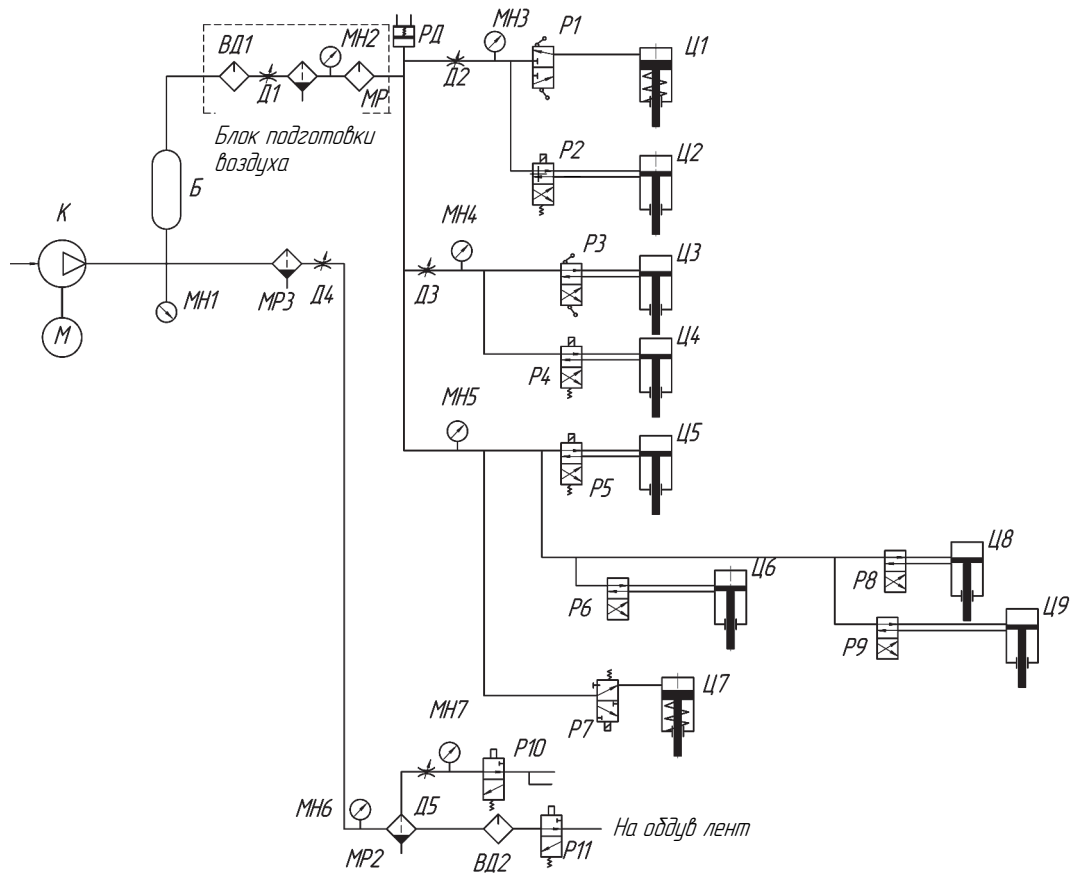 МН3
Р1
РД
ВД1
МН2
Ц1
Д1
МР
Д2
Блок подготовки
воздуха
Р2
Ц2
Б
К
МН4
Р3
Ц3
МН1
МР3
Д4
Д3
М
Ц4
Р4
МН5
Ц5
Р5
Ц8
Ц6
Р8
Р6
Ц9
Р9
Ц7
МН7
Р7
Р10
МН6
Д5
На обдув лент
МР2
ВД2
Р11